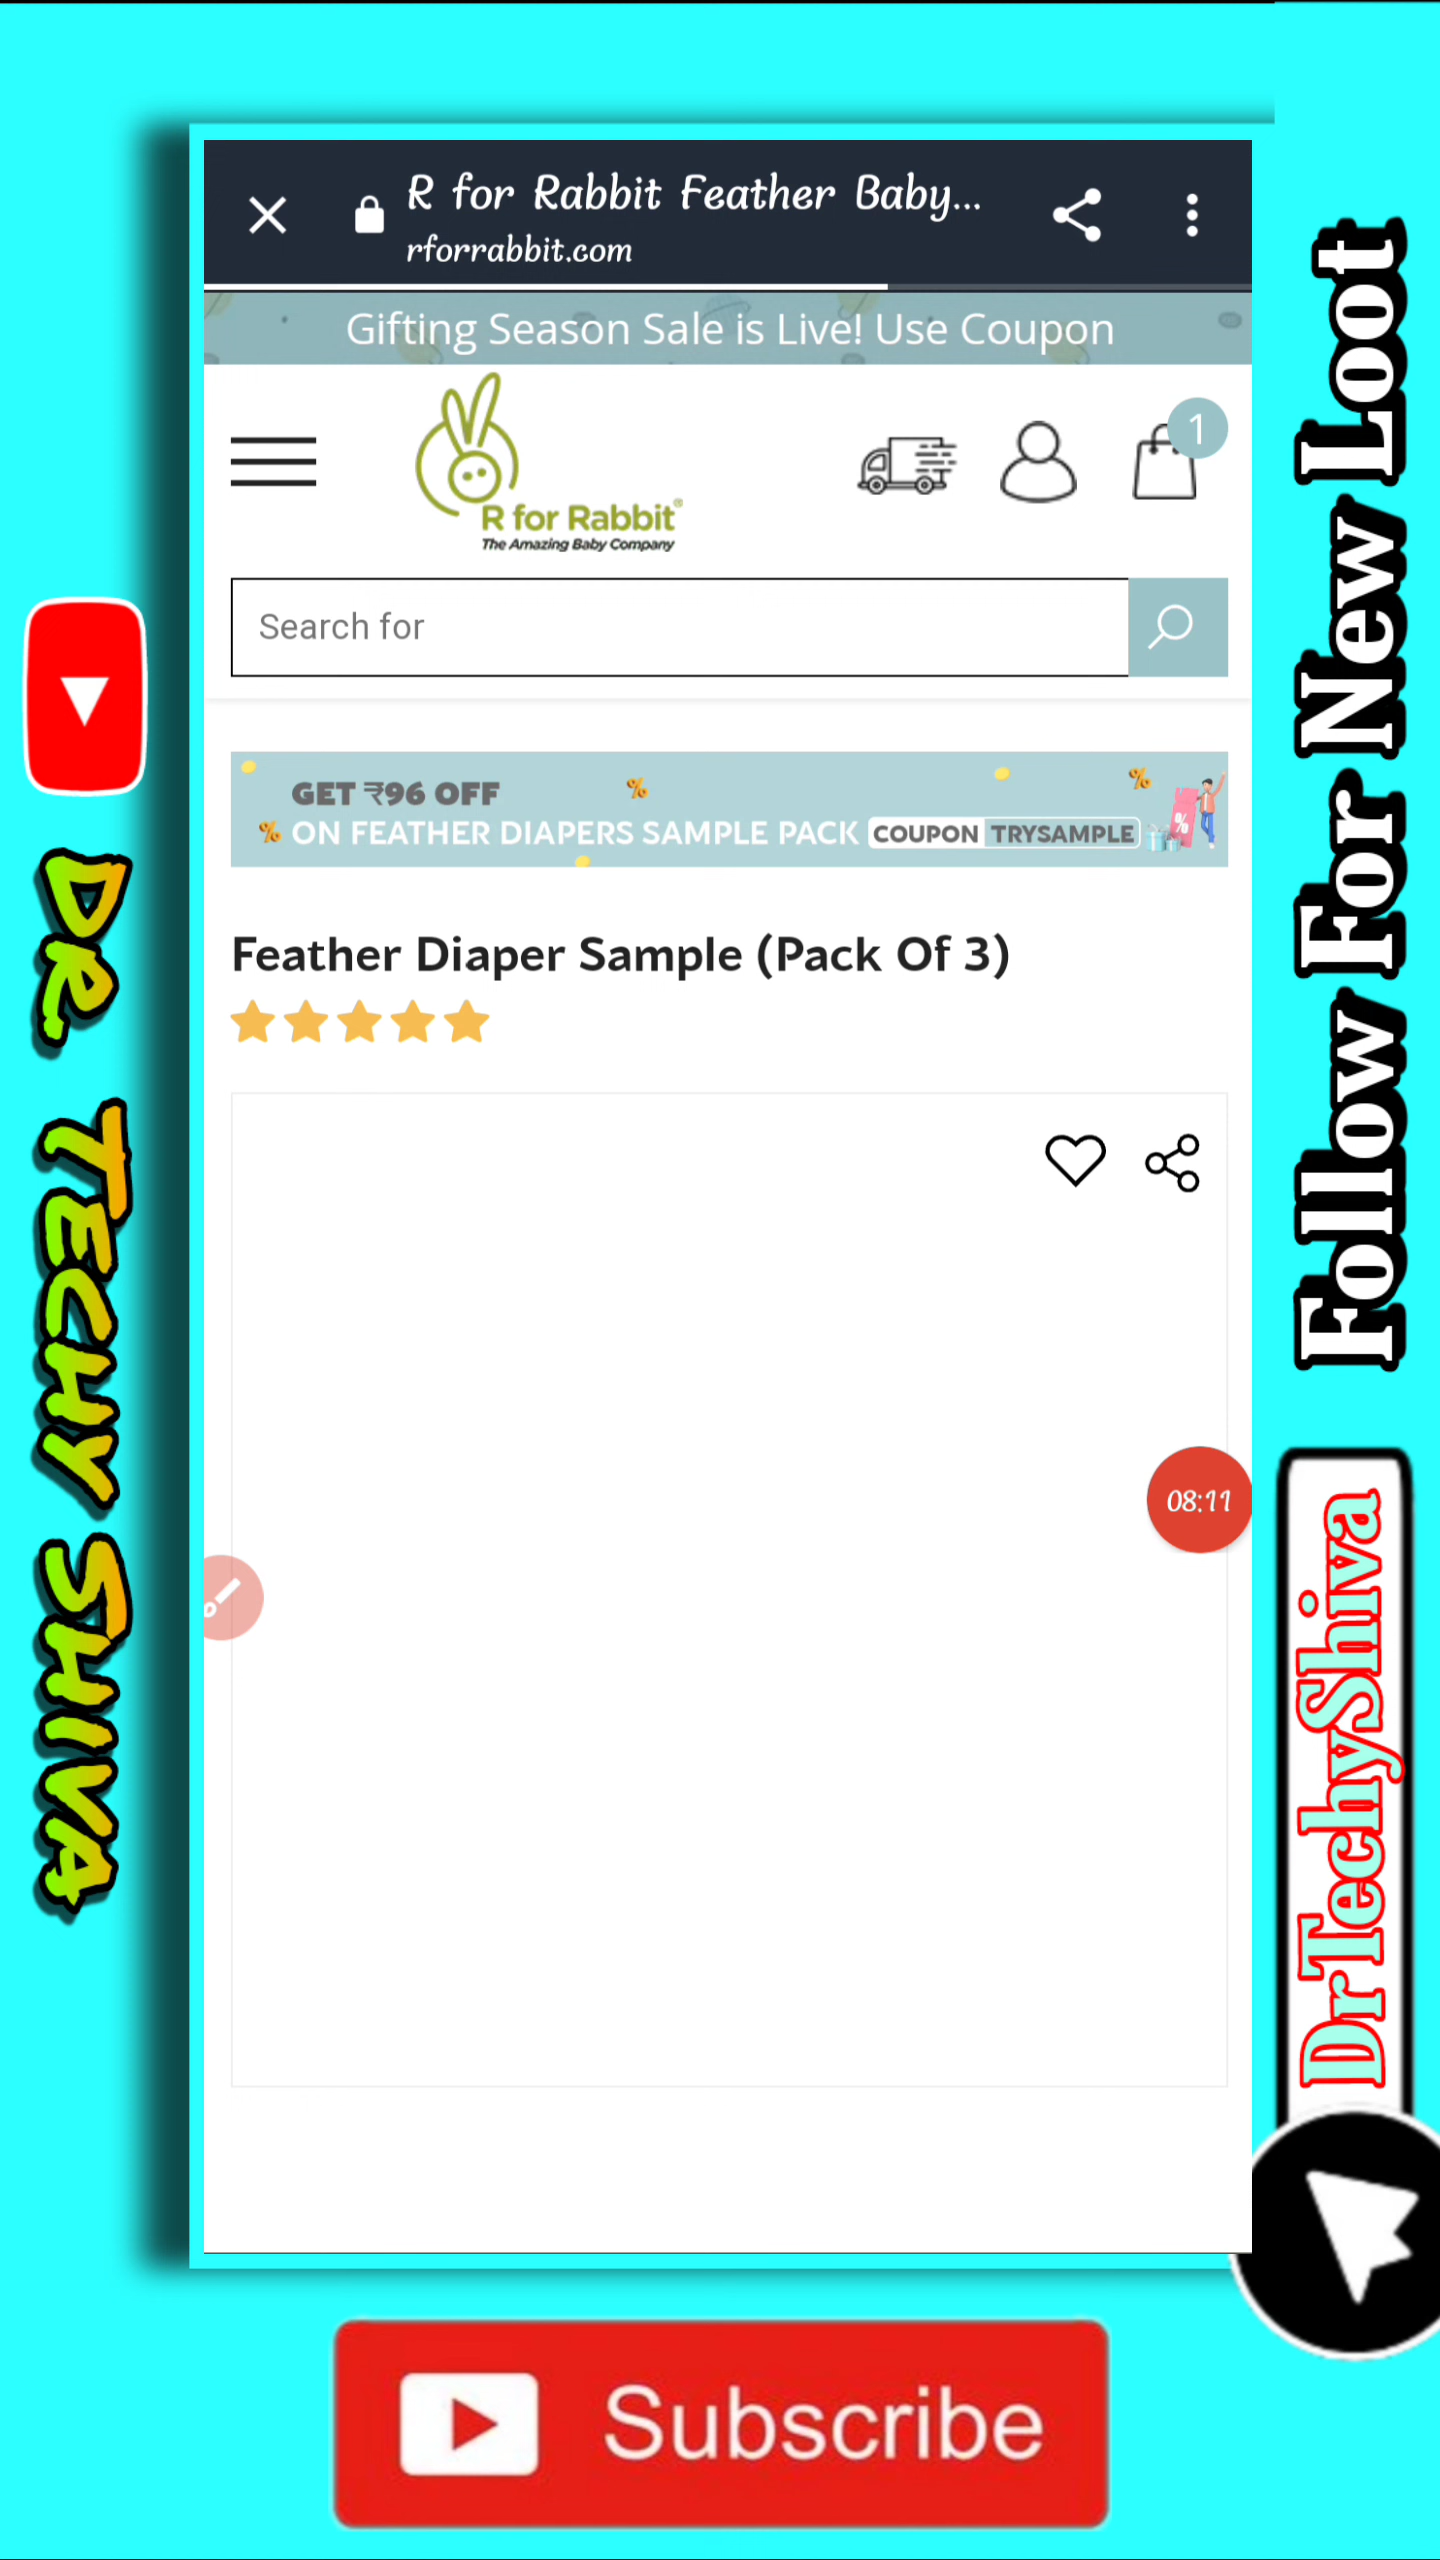 R for Rabbit Feather Baby...
rforrabbit.com
Gifting Season Sale is Live! Use Coupon
1
R for Rabbit®
The Amazing Baby Company
Search for
GET ₹96 OFF
ON FEATHER DIAPERS SAMPLE PACK COUPON TRYSAMPLE
Feather Diaper Sample (Pack Of 3)
08:11
DR TECHY SHIVA
Follow For New Loot
DrTechyShiva
Subscribe